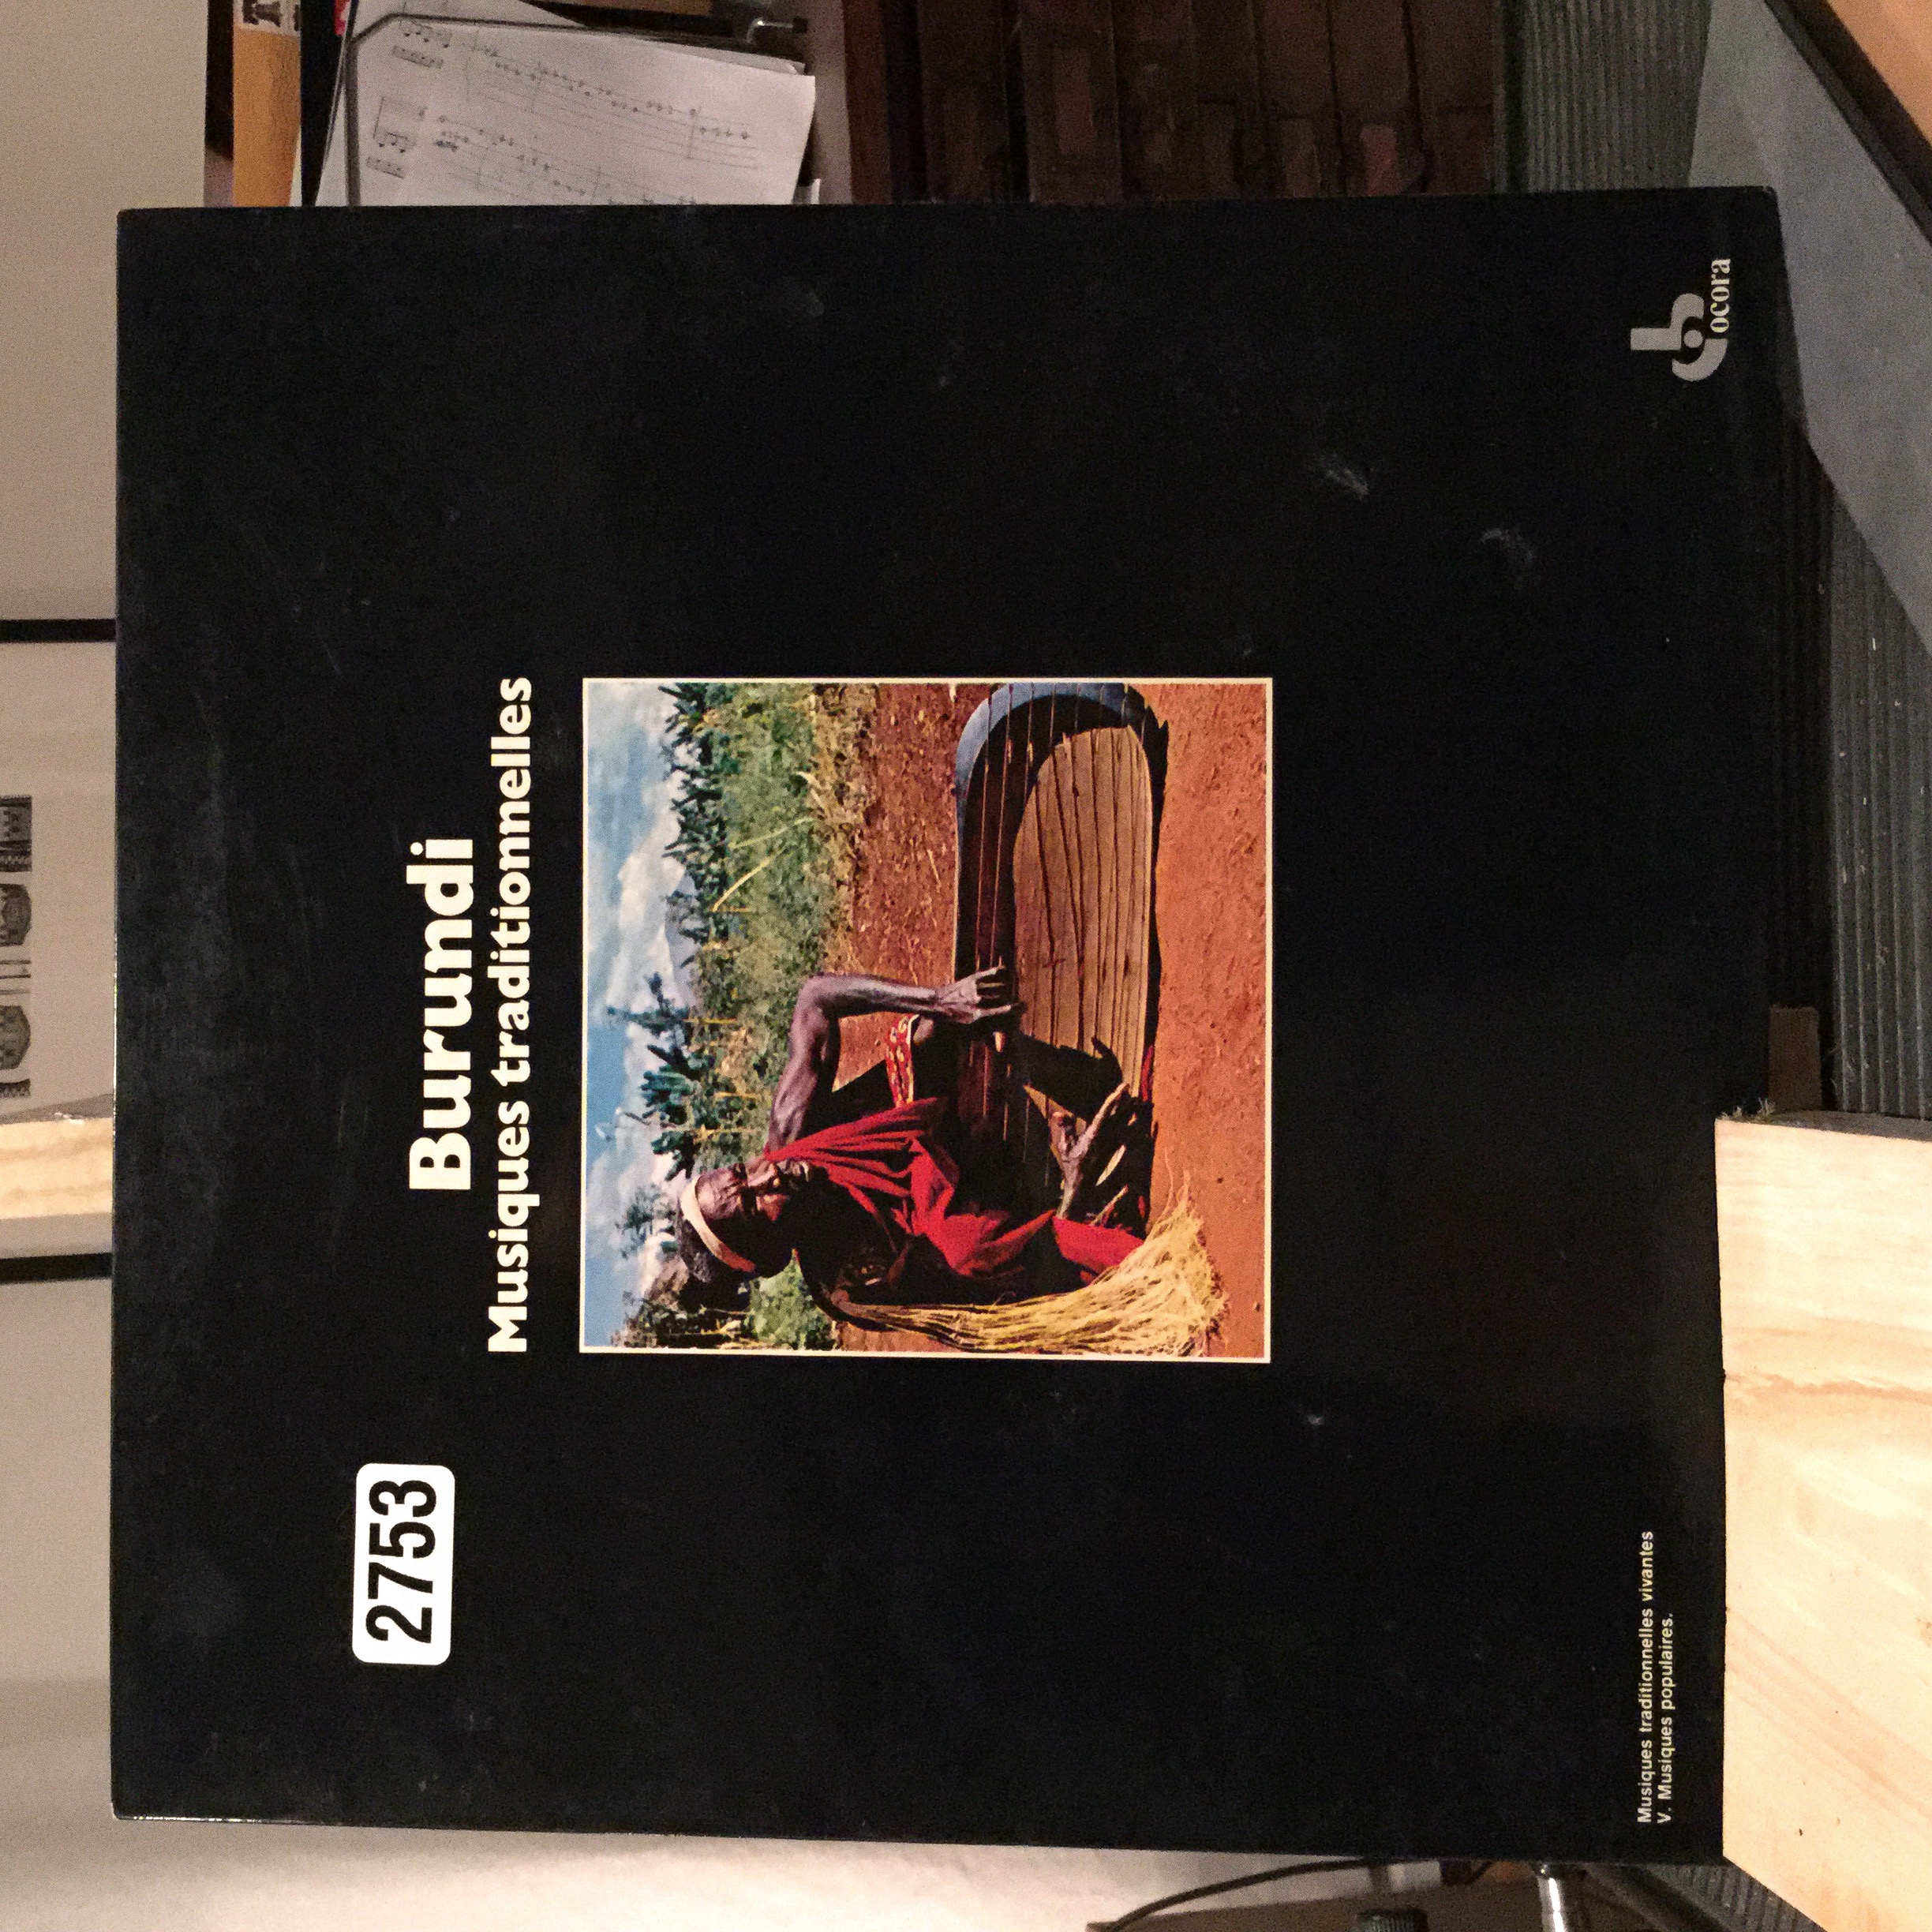 Burundi
Musiques traditionnelles
2753
Musiques traditionnelles vivantes
V. Musiques populaires.
ocora